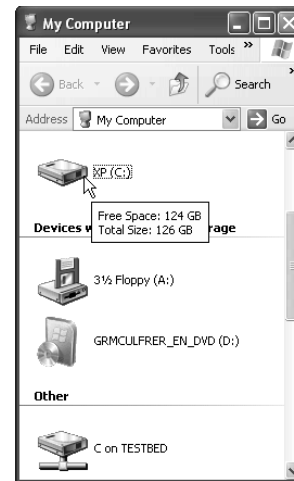 My Computer
File Edit View Favorites Tools »
Back Search »
Address My Computer Go
XP (C:)
Free Space: 124 GB
Total Size: 126 GB
Devices w rage
3½ Floppy (A:)
GRMCULFRER_EN_DVD (D:)
Other
C on TESTBED